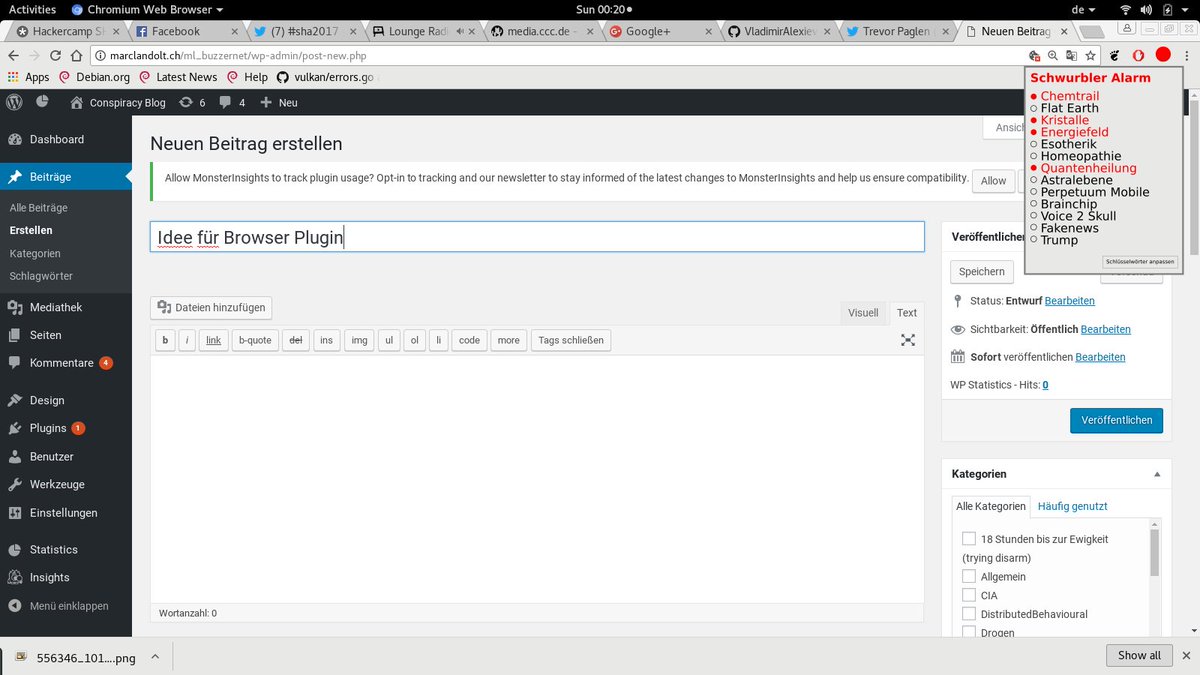 Activities Chromium Web Browser Sun 00:20 de
Hackercamp S Facebook (7) #sha2017 Lounge Radi media.ccc.de – Google+ VladimirAlexiev Trevor Paglen Neuen Beitrag
marclandolt.ch/ml_buzzernet/wp-admin/post-new.php
Apps Debian.org Latest News Help vulkan/errors.go
Schwurbler Alarm
Chemtrail
Flat Earth
Kristalle
Energiefeld
Esotherik
Homeopathie
Quantenheilung
Astralebene
Perpetuum Mobile
Brainchip
Voice 2 Skull
Fakenews
Trump
Schlüsselwörter anpassen
Conspiracy Blog 6 4 Neu
Dashboard
Beiträge
Alle Beiträge
Erstellen
Kategorien
Schlagwörter
Mediathek
Seiten
Kommentare 4
Design
Plugins 1
Benutzer
Werkzeuge
Einstellungen
Statistics
Insights
Menü einklappen
Neuen Beitrag erstellen
Allow MonsterInsights to track plugin usage? Opt-in to tracking and our newsletter to stay informed of the latest changes to MonsterInsights and help us ensure compatibility. Allow
Idee für Browser Plugin
Dateien hinzufügen
Visuell Text
b i link b-quote del ins img ul ol li code more Tags schließen
Wortanzahl: 0
Speichern
Status: Entwurf Bearbeiten
Sichtbarkeit: Öffentlich Bearbeiten
Sofort veröffentlichen Bearbeiten
WP Statistics - Hits: 0
Veröffentlichen
Kategorien
Alle Kategorien Häufig genutzt
18 Stunden bis zur Ewigkeit
(trying disarm)
Allgemein
CIA
DistributedBehavioural
Drogen
556346_101....png Show all